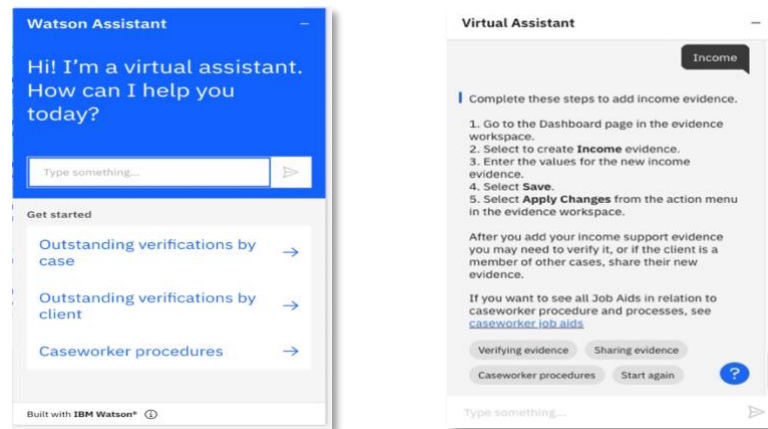 Watson Assistant
Hi! I'm a virtual assistant.
How can I help you
today?
Type something...
Get started
Outstanding verifications by
case
Outstanding verifications by
client
Caseworker procedures
Built with IBM Watson®
Virtual Assistant
Income
Complete these steps to add income evidence.
1. Go to the Dashboard page in the evidence
workspace.
2. Select to create Income evidence.
3. Enter the values for the new income
evidence.
4. Select Save.
5. Select Apply Changes from the action menu
in the evidence workspace.
After you add your income support evidence
you may need to verify it, or if the client is a
member of other cases, share their new
evidence.
If you want to see all Job Aids in relation to
caseworker procedure and processes, see
caseworker job aids
Verifying evidence Sharing evidence
Caseworker procedures Start again
?
Type something...